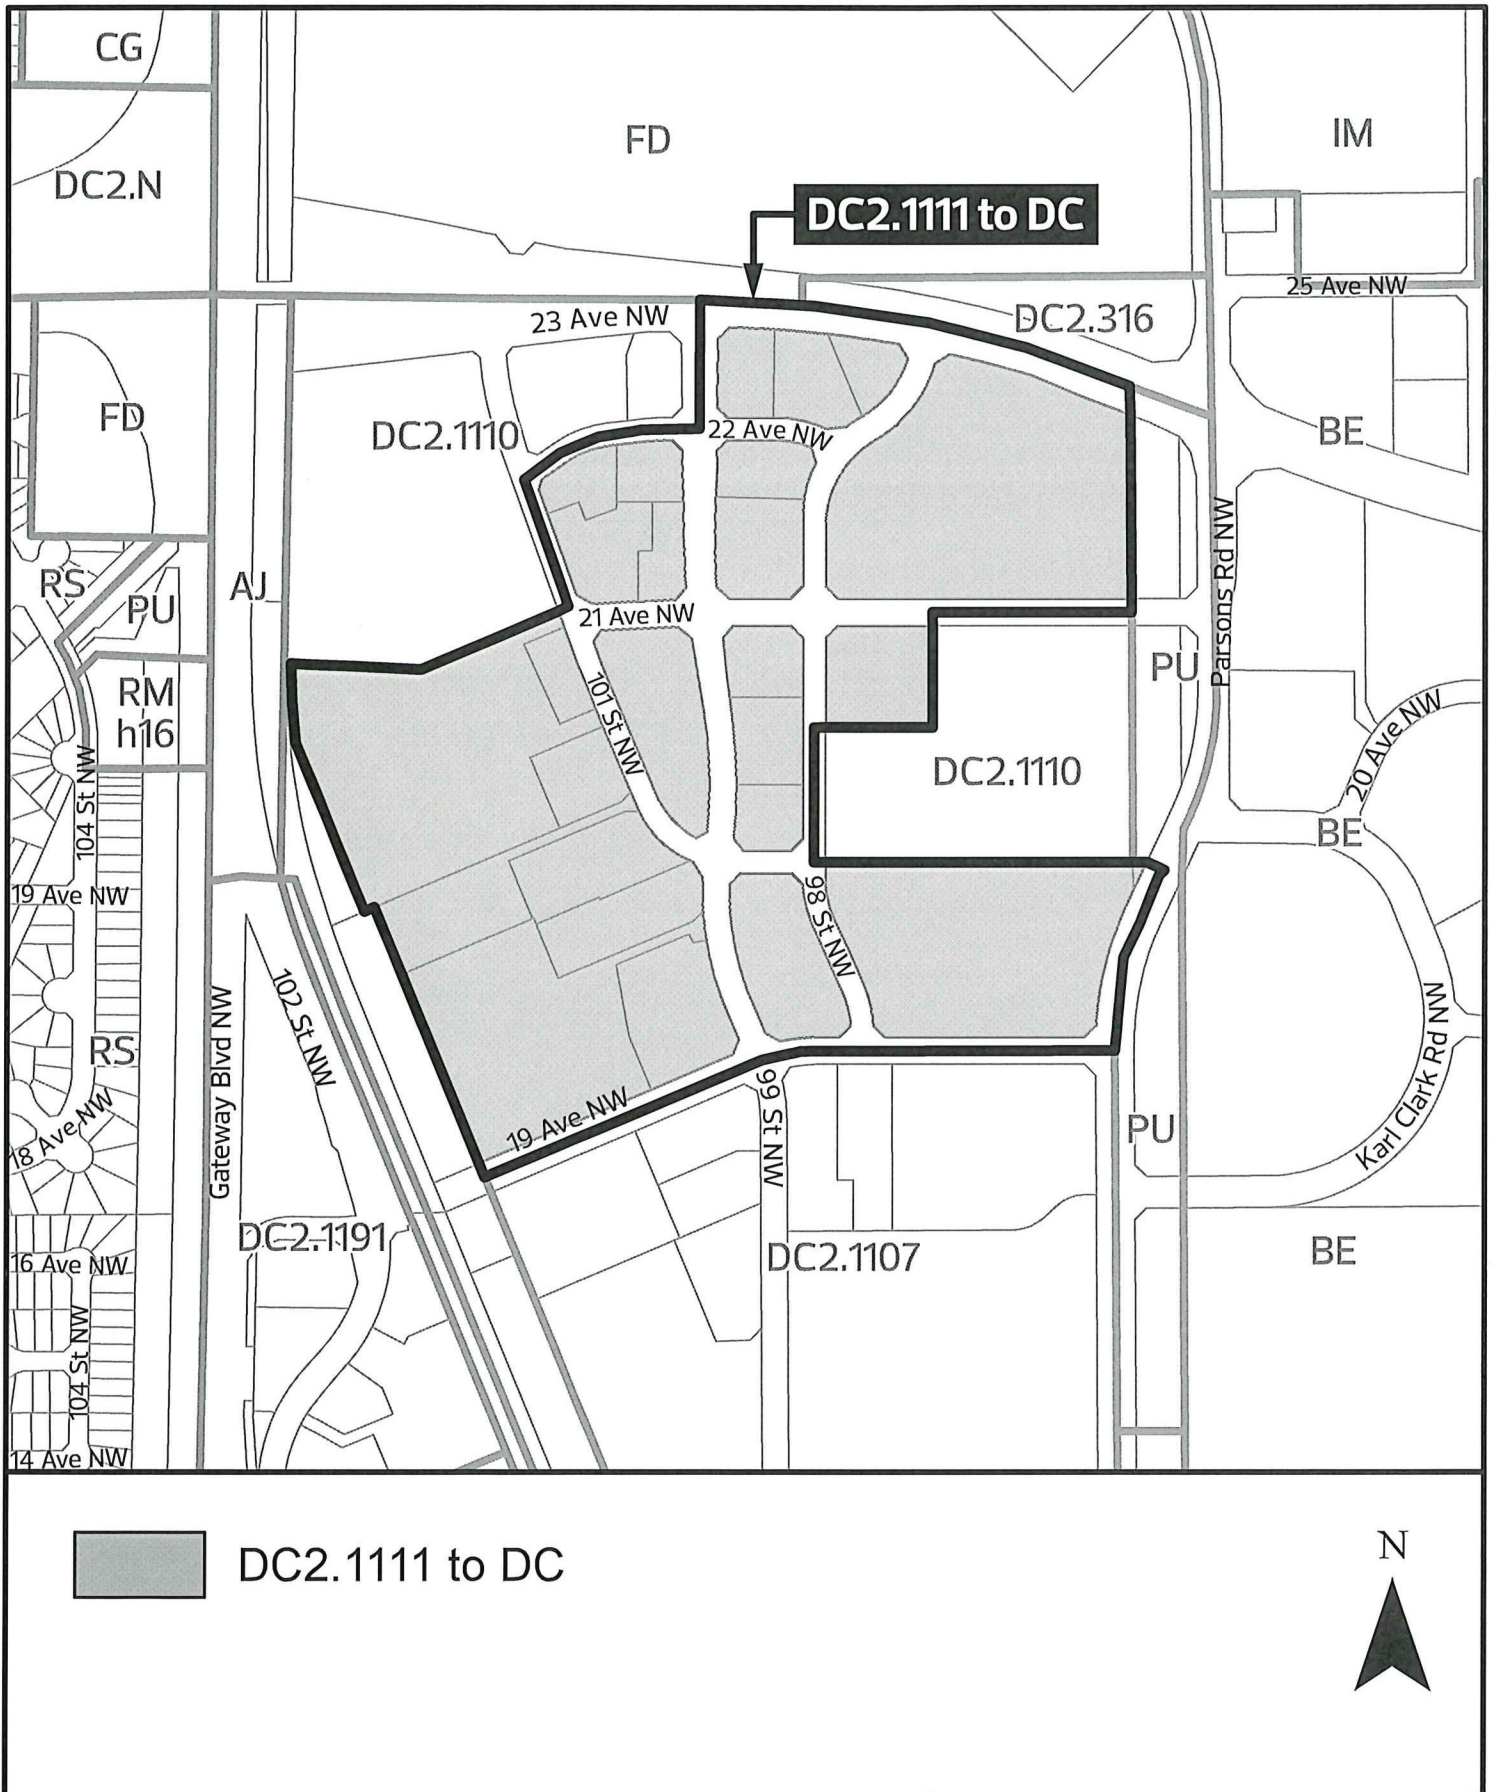 CG
FD
IM
DC2.N
DC2.1111 to DC
25 Ave NW
23 Ave NW
DC2.316
FD
DC2.1110
22 Ave NW
BE
Parsons Rd NW
RS
AJ
PU
21 Ave NW
PU
RM
h16
101 St NW
20 Ave NW
DC2.1110
104 St NW
BE
19 Ave NW
98 St NW
102 St NW
Gateway Blvd NW
RS
Karl Clark Rd NW
18 Ave NW
19 Ave NW
99 St NW
PU
DC2.1191
DC2.1107
BE
16 Ave NW
104 St NW
14 Ave NW
DC2.1111 to DC
N